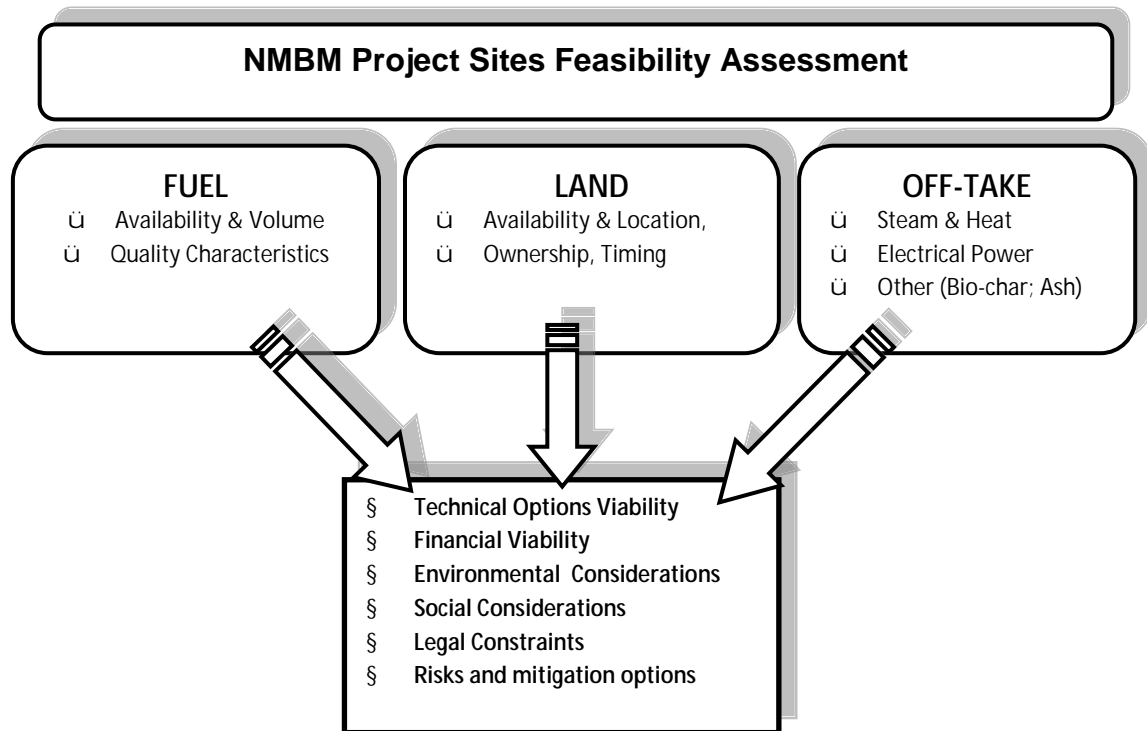 NMBM Project Sites Feasibility Assessment
FUEL
ü Availability & Volume
ü Quality Characteristics
LAND
ü Availability & Location,
ü Ownership, Timing
OFF-TAKE
ü Steam & Heat
ü Electrical Power
ü Other (Bio-char; Ash)
§ Technical Options Viability
§ Financial Viability
§ Environmental Considerations
§ Social Considerations
§ Legal Constraints
§ Risks and mitigation options